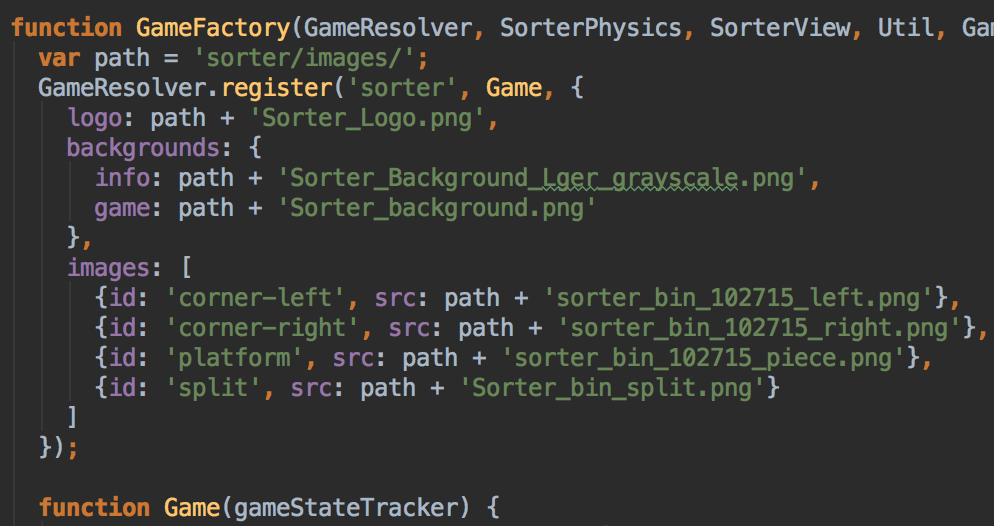 function GameFactory(GameResolver, SorterPhysics, SorterView, Util,
var path = 'sorter/images/';
GameResolver.register('sorter', Game, {
logo: path + 'Sorter_Logo.png',
backgrounds: {
info: path + 'Sorter_Background_Lger_grayscale.png',
game: path + 'Sorter_background.png'
},
images: [
{id: 'corner-left', src: path + 'sorter_bin_102715_left.png'},
{id: 'corner-right', src: path + 'sorter_bin_102715_right.png'},
{id: 'platform', src: path + 'sorter_bin_102715_piece.png'},
{id: 'split', src: path + 'Sorter_bin_split.png'}
]
});
function Game(gameStateTracker) {